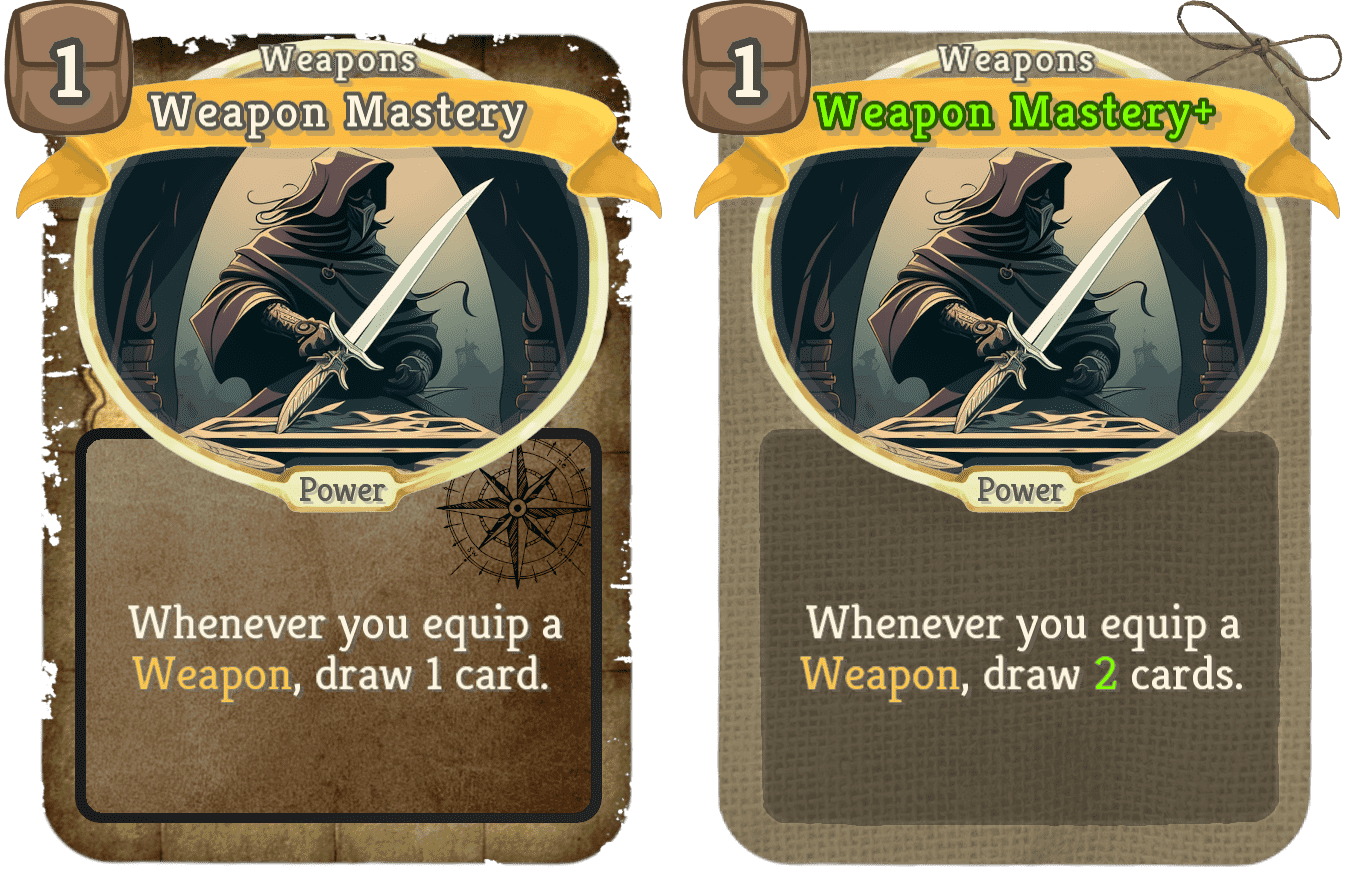 1
Weapons
Weapon Mastery
Power
Whenever you equip a
Weapon, draw 1 card.
1
Weapons
Weapon Mastery+
Power
Whenever you equip a
Weapon, draw 2 cards.